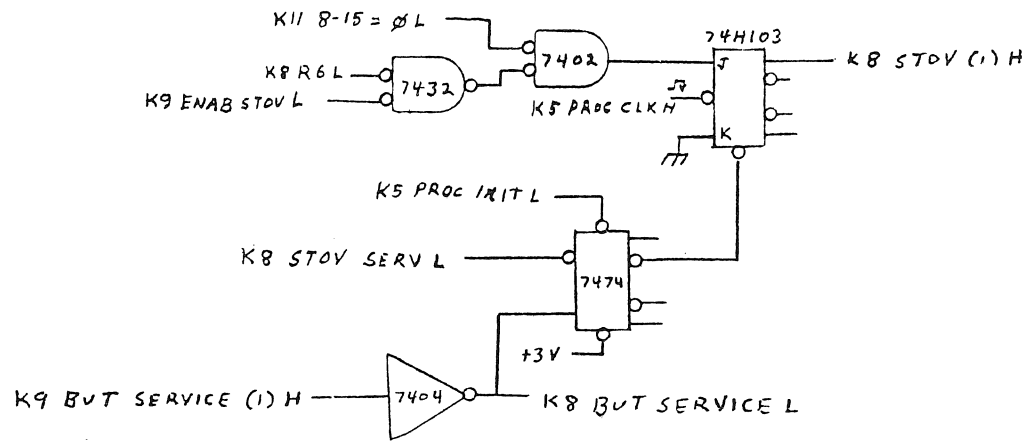 K11 8-15 = Ø L
74H103
7402
J
K8 STOV (1) H
K8 R6 L
7432
K9 ENAB STOV L
K5 PROC CLK H
K
K5 PROC INIT L
K8 STOV SERV L
7474
+3V
K9 BUT SERVICE (1) H
7404
K8 BUT SERVICE L